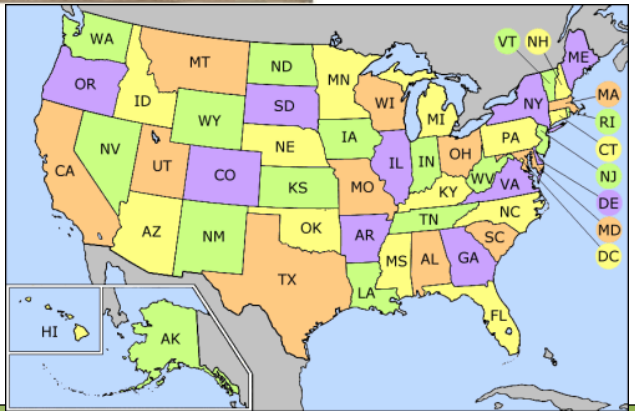 WA
MT
ND
MN
VT
NH
ME
OR
ID
SD
WI
MI
NY
MA
WY
RI
NV
NE
IA
PA
CT
CA
UT
CO
IL
IN
OH
NJ
KS
MO
WV
VA
DE
KY
MD
AZ
NM
OK
AR
TN
NC
DC
SC
TX
MS
AL
GA
LA
FL
HI
AK